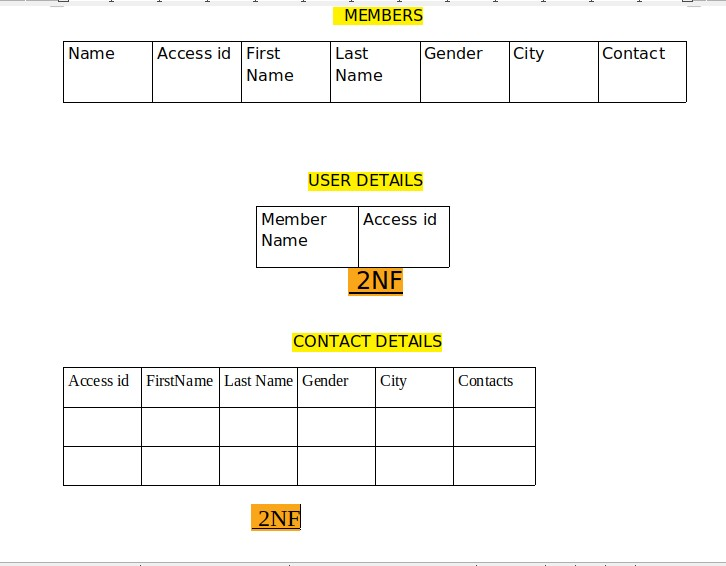 MEMBERS
Name Access id First Name Last Name Gender City Contact
USER DETAILS
Member Name Access id
2NF
CONTACT DETAILS
Access id FirstName Last Name Gender City Contacts
2NF